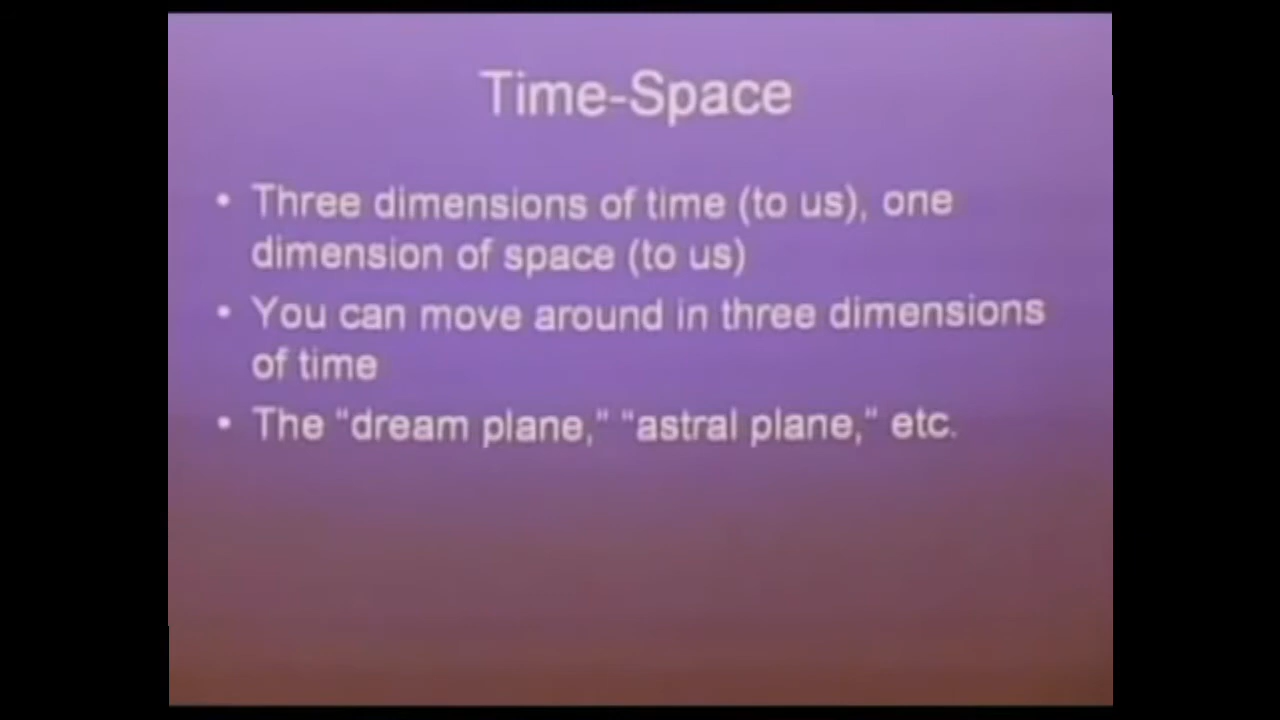 Time-Space
• Three dimensions of time (to us), one
dimension of space (to us)
• You can move around in three dimensions
of time
• The "dream plane," "astral plane," etc.